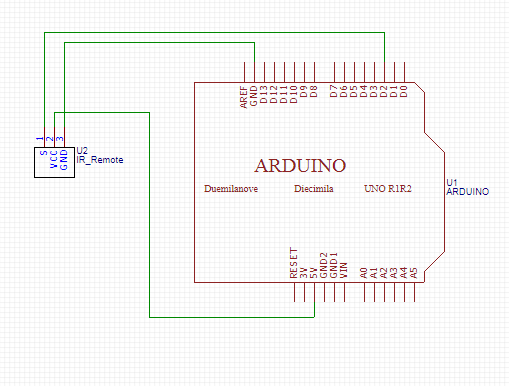 AREF GND D13 D12 D11 D10 D9 D8 D7 D6 D5 D4 D3 D2 D1 D0
1 2 3
S VCC GND
U2
IR_Remote
ARDUINO
Duemilanove Diecimila UNO R1R2
U1
ARDUINO
RESET 3V 5V GND2 GND1 VIN A0 A1 A2 A3 A4 A5